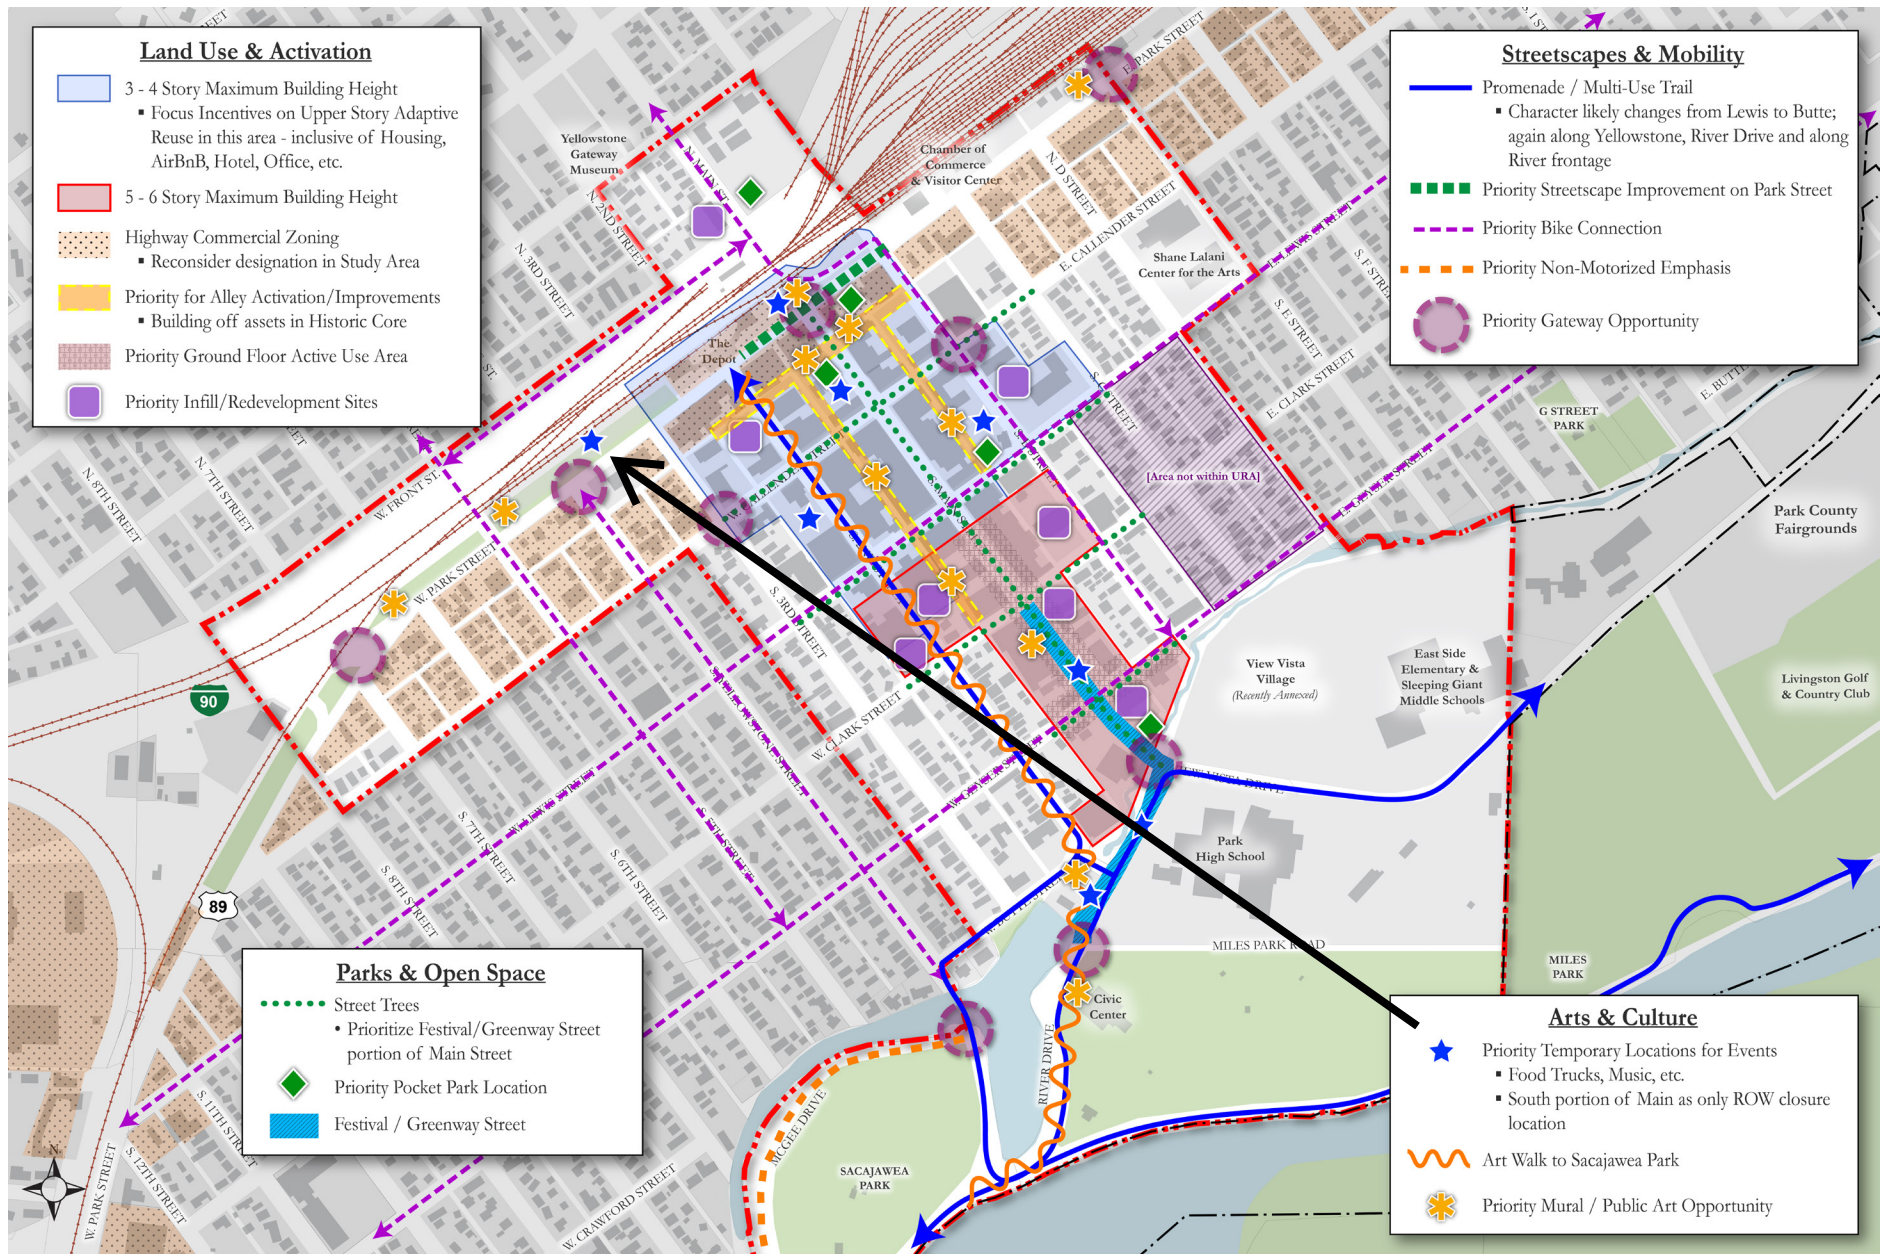 Land Use & Activation
3 - 4 Story Maximum Building Height
▪ Focus Incentives on Upper Story Adaptive
Reuse in this area - inclusive of Housing,
AirBnB, Hotel, Office, etc.
5 - 6 Story Maximum Building Height
Highway Commercial Zoning
▪ Reconsider designation in Study Area
Priority for Alley Activation/Improvements
▪ Building off assets in Historic Core
Priority Ground Floor Active Use Area
Priority Infill/Redevelopment Sites
Streetscapes & Mobility
Promenade / Multi-Use Trail
▪ Character likely changes from Lewis to Butte;
again along Yellowstone, River Drive and along
River frontage
Priority Streetscape Improvement on Park Street
Priority Bike Connection
Priority Non-Motorized Emphasis
Priority Gateway Opportunity
E. PARK STREET
Yellowstone
Gateway
Museum
N. MAIN ST.
N. 2ND STREET
N. 3RD STREET
Chamber of
Commerce
& Visitor Center
N. D STREET
E. CALLENDER STREET
Shane Lalani
Center for the Arts
E. LEWIS STREET
S. F STREET
S. E STREET
E. CLARK STREET
G STREET
PARK
E. GEYSER STREET
The
Depot
[Area not within URA]
N. 8TH STREET
N. 7TH STREET
W. FRONT ST.
W. PARK STREET
S. 3RD STREET
W. CLARK STREET
S. YELLOWSTONE STREET
W. LEWIS STREET
S. 7TH STREET
S. 8TH STREET
S. 6TH STREET
S. 5TH STREET
90
89
View Vista
Village
(Recently Annexed)
East Side
Elementary &
Sleeping Giant
Middle Schools
Park County
Fairgrounds
Livingston Golf
& Country Club
Park
High School
MILES PARK ROAD
MILES
PARK
Civic
Center
RIVER DRIVE
MCGEE DRIVE
SACAJAWEA
PARK
W. CRAWFORD STREET
S. 11TH STREET
S. 12TH STREET
W. PARK STREET
N
Parks & Open Space
Street Trees
• Prioritize Festival/Greenway Street
portion of Main Street
Priority Pocket Park Location
Festival / Greenway Street
Arts & Culture
Priority Temporary Locations for Events
▪ Food Trucks, Music, etc.
▪ South portion of Main as only ROW closure
location
Art Walk to Sacajawea Park
Priority Mural / Public Art Opportunity